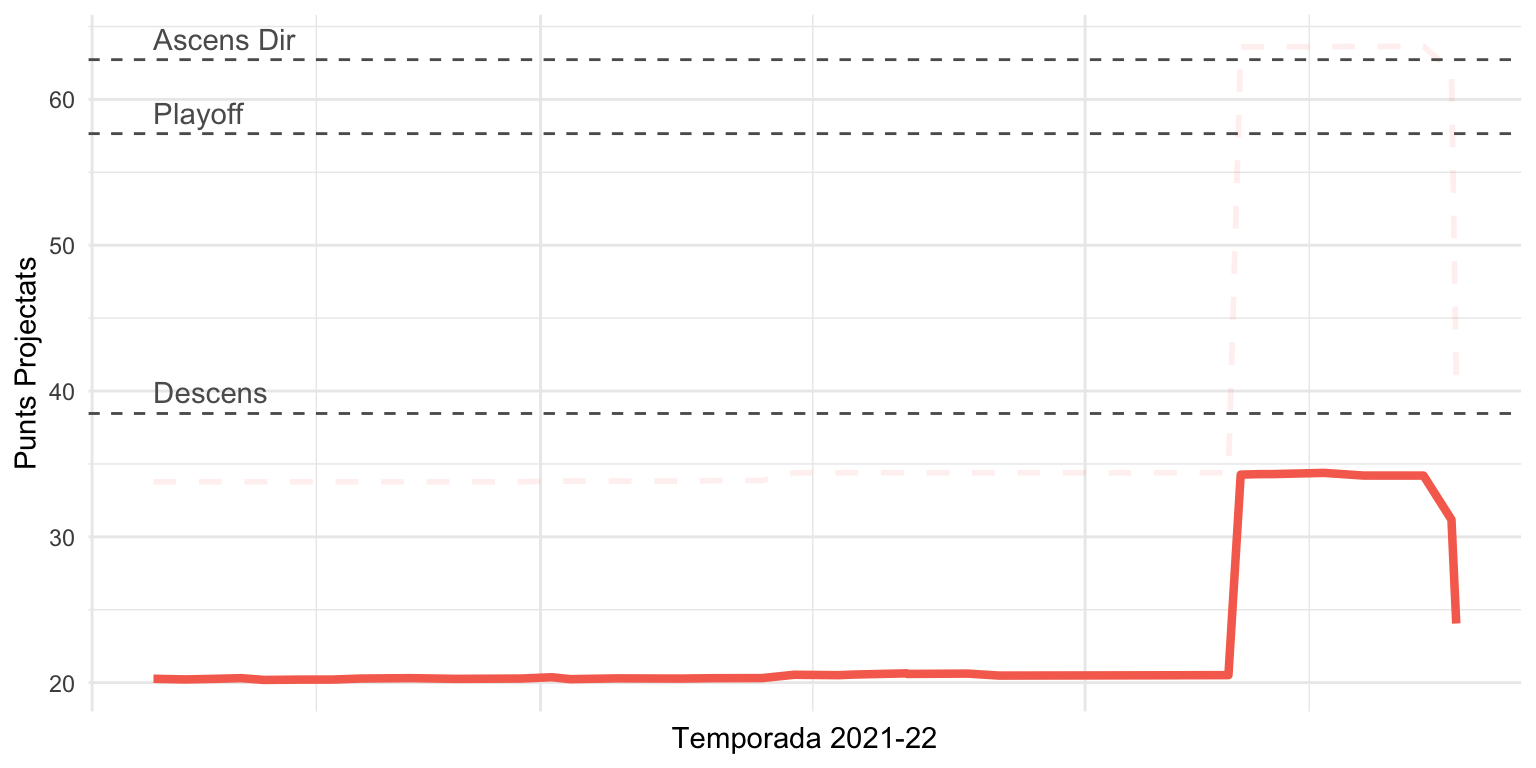 Ascens Dir
60
Playoff
50
Punts Projectats
40
Descens
30
20
Temporada 2021-22